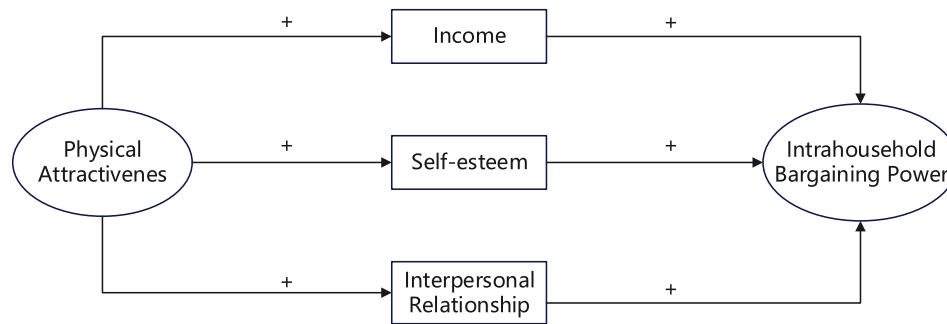 +
Income
+
Physical
Attractivenes
+
Self-esteem
+
Intrahousehold
Bargaining Power
+
Interpersonal
Relationship
+